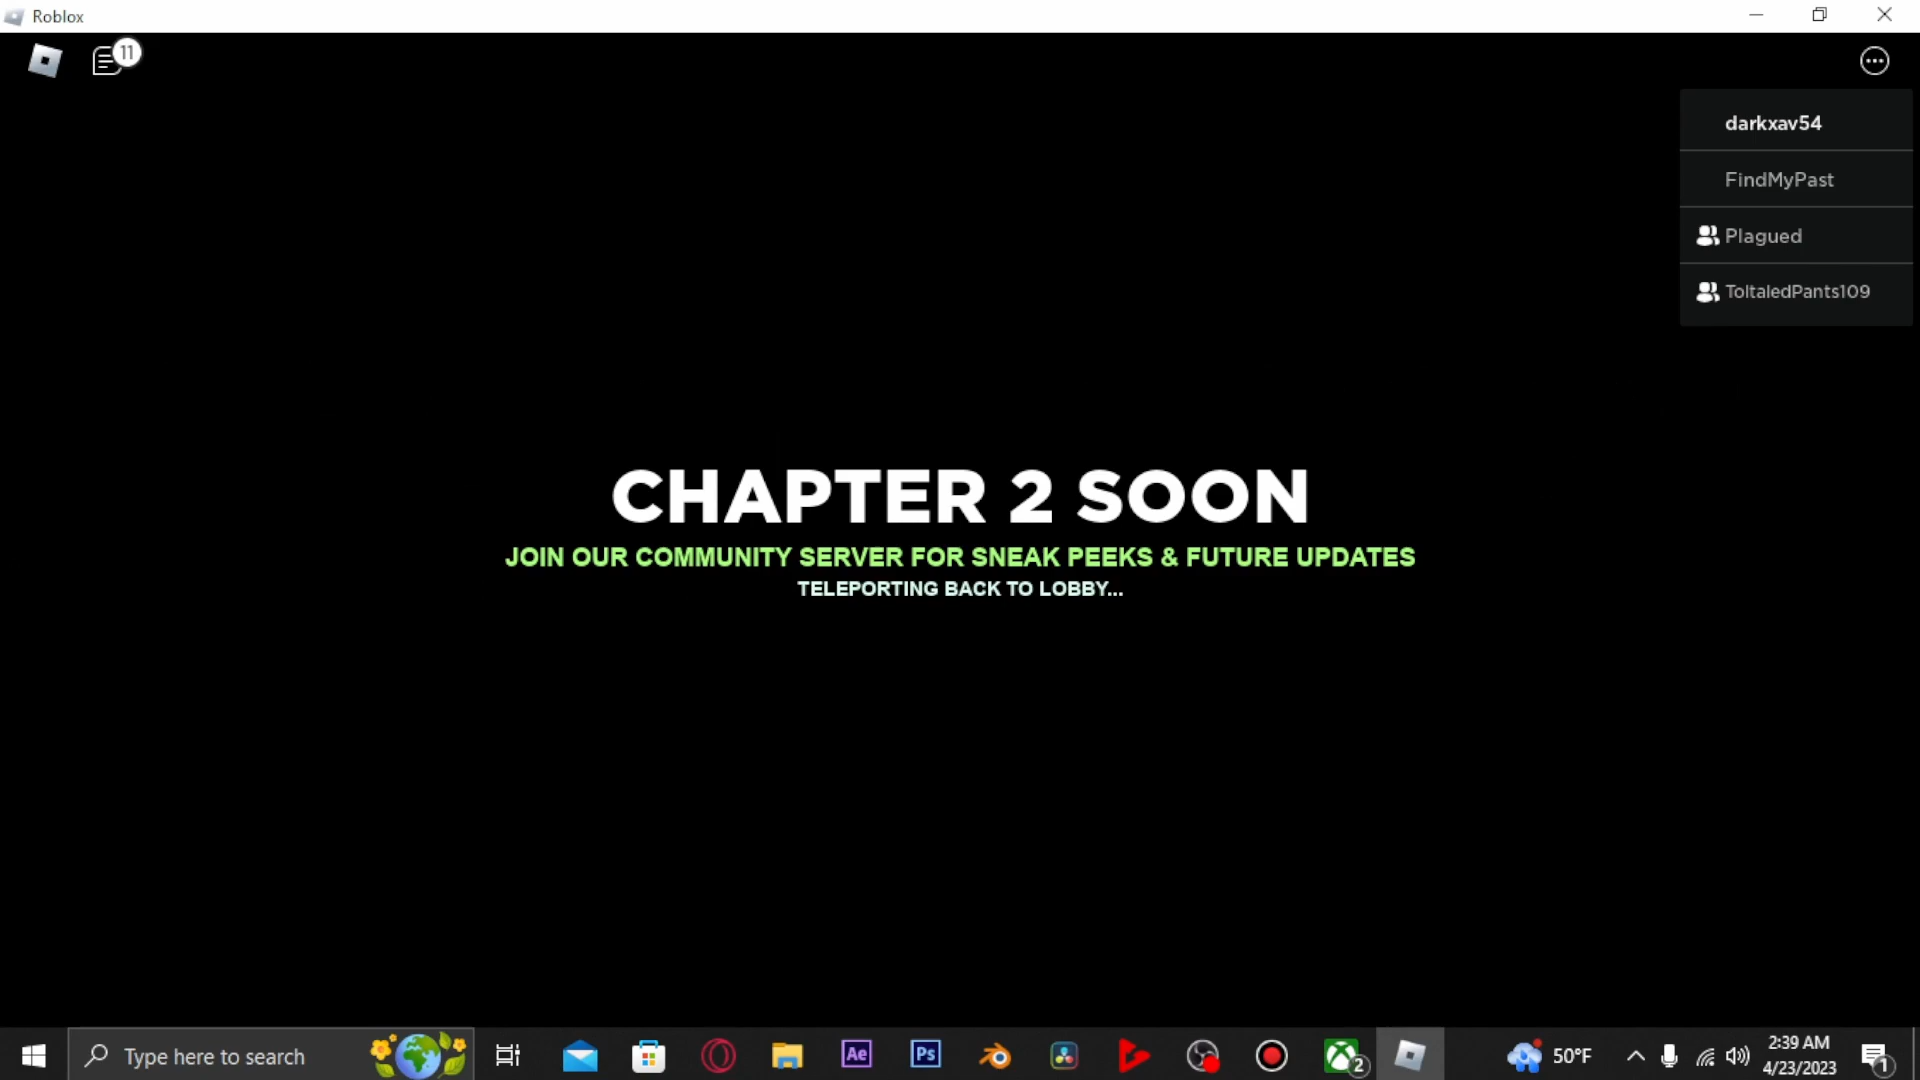 Roblox
11
darkxav54
FindMyPast
Plagued
ToltaledPants109
CHAPTER 2 SOON
JOIN OUR COMMUNITY SERVER FOR SNEAK PEEKS & FUTURE UPDATES
TELEPORTING BACK TO LOBBY...
Type here to search
Ae
Ps
2
50°F
2:39 AM
4/23/2023
1